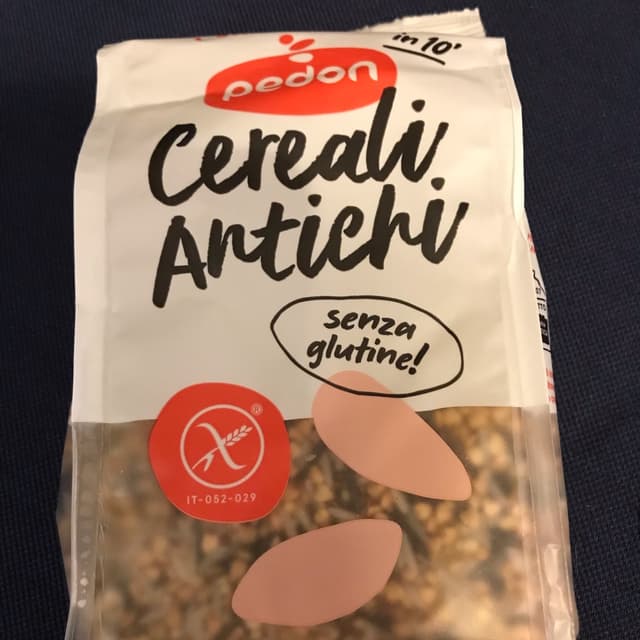 in 10'
pedon
Cereali
Antichi
senza
glutine!
®
IT-052-029